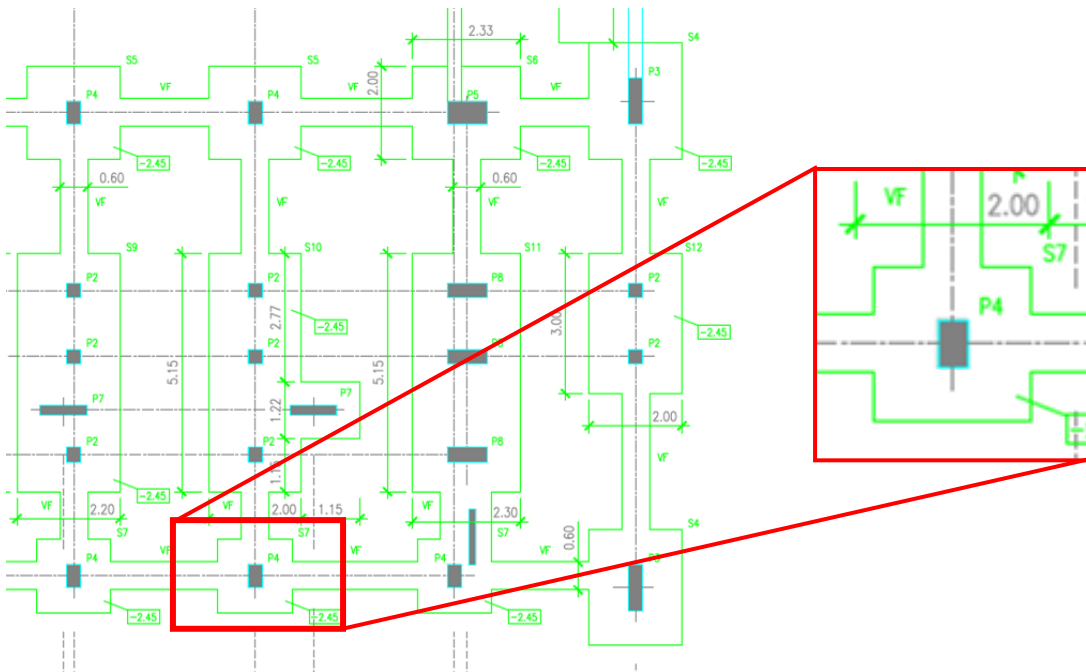 2.33
S5 S5 S6 S4
VF VF VF
P4 P4 P5 P3
2.00
-2.45 -2.45 -2.45 -2.45
0.60 0.60
VF VF VF
S9 S10 S11 S12
P2 P2 P8 P2
2.77 3.00
-2.45 -2.45
P2 P2 P2
5.15 5.15
P7 P7
1.22
2.00
P2 P2 P8
VF
-2.45
VF VF VF
2.20 2.00 1.15 2.30
S7 S7 S7 S4
VF VF VF VF
0.60
P4 P4 P4
-2.45 -2.45 -2.45
VF 2.00
S7
P4